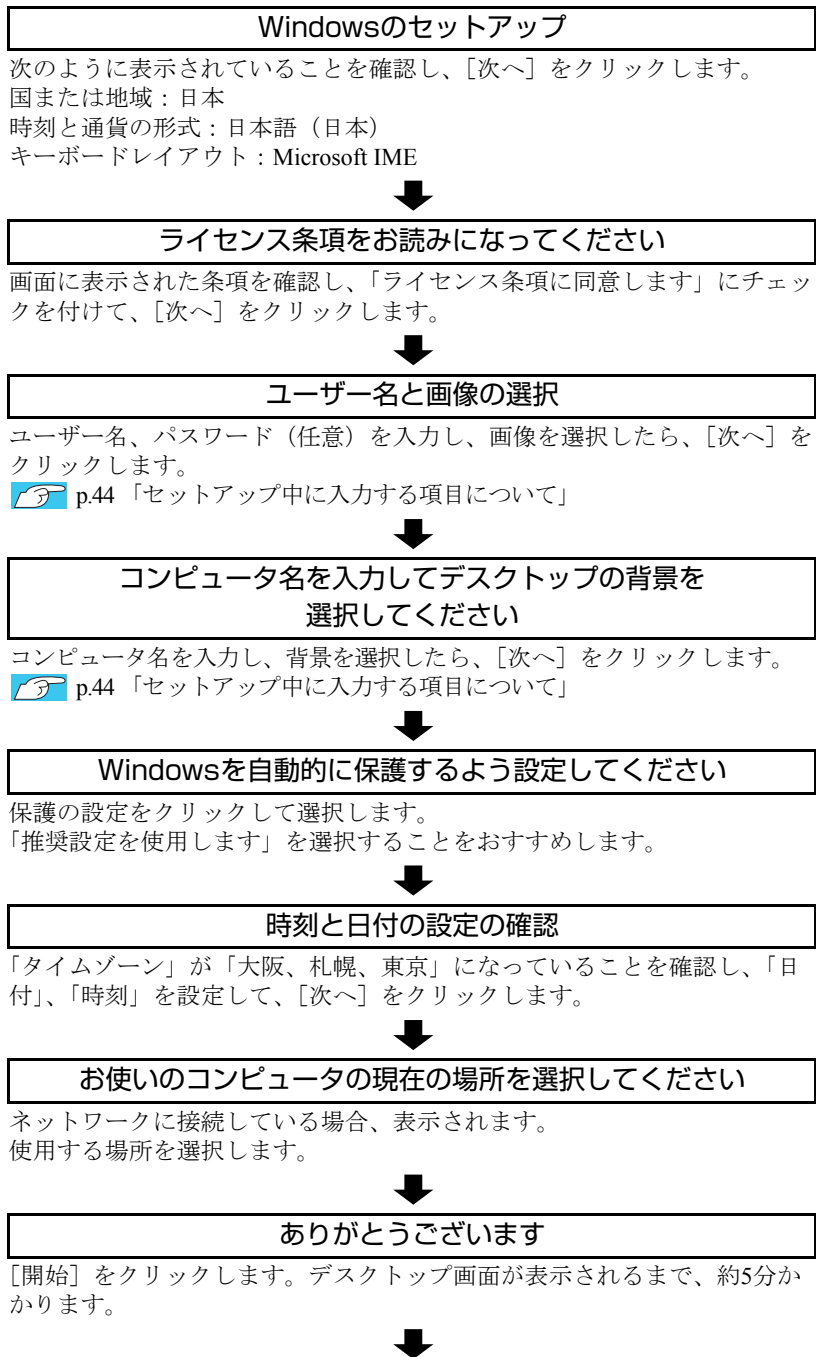 Windowsのセットアップ
次のように表示されていることを確認し、［次へ］をクリックします。
国または地域：日本
時刻と通貨の形式：日本語（日本）
キーボードレイアウト：Microsoft IME
ライセンス条項をお読みになってください
画面に表示された条項を確認し、「ライセンス条項に同意します」にチェッ
クを付けて、［次へ］をクリックします。
ユーザー名と画像の選択
ユーザー名、パスワード（任意）を入力し、画像を選択したら、［次へ］を
クリックします。
p.44 「セットアップ中に入力する項目について」
コンピュータ名を入力してデスクトップの背景を
選択してください
コンピュータ名を入力し、背景を選択したら、［次へ］をクリックします。
p.44 「セットアップ中に入力する項目について」
Windowsを自動的に保護するよう設定してください
保護の設定をクリックして選択します。
「推奨設定を使用します」を選択することをおすすめします。
時刻と日付の設定の確認
「タイムゾーン」が「大阪、札幌、東京」になっていることを確認し、「日
付」、「時刻」を設定して、［次へ］をクリックします。
お使いのコンピュータの現在の場所を選択してください
ネットワークに接続している場合、表示されます。
使用する場所を選択します。
ありがとうございます
［開始］をクリックします。デスクトップ画面が表示されるまで、約5分か
かります。